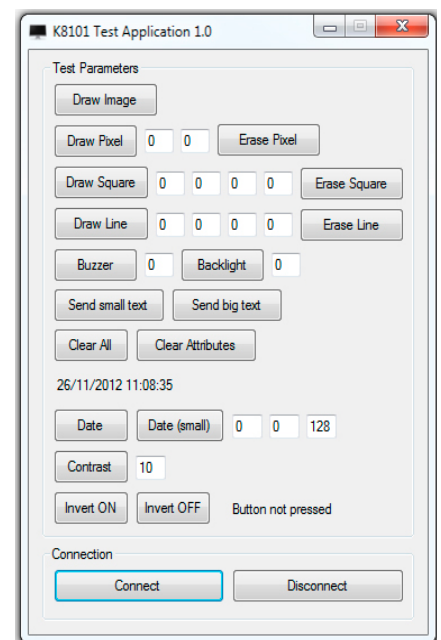 K8101 Test Application 1.0
Test Parameters
Draw Image
Draw Pixel 0 0 Erase Pixel
Draw Square 0 0 0 0 Erase Square
Draw Line 0 0 0 0 Erase Line
Buzzer 0 Backlight 0
Send small text Send big text
Clear All Clear Attributes
26/11/2012 11:08:35
Date Date (small) 0 0 128
Contrast 10
Invert ON Invert OFF Button not pressed
Connection
Connect Disconnect